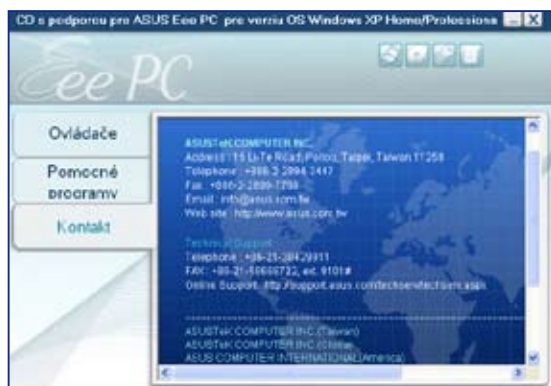 CD s podporou pre ASUS Eee PC pre verziu OS Windows XP Home/Professiona
Eee PC
Ovládače
Pomocné
programy
Kontakt
ASUSTeK COMPUTER INC.
Address : 15 Li-Te Road, Peitou, Taipei, Taiwan 11258
Telephone : +886-2-2894-3447
Fax : +886-2-2890-7798
Email : info@asus.com.tw
Web site : http://www.asus.com.tw
Technical Support
Telephone : +86-21-38429911
FAX : +86-21-58668722, ext. 9101#
Online Support : http://support.asus.com/techserv/techserv.aspx
ASUSTeK COMPUTER INC.(Taiwan)
ASUSTeK COMPUTER INC.(China)
ASUS COMPUTER INTERNATIONAL(America)